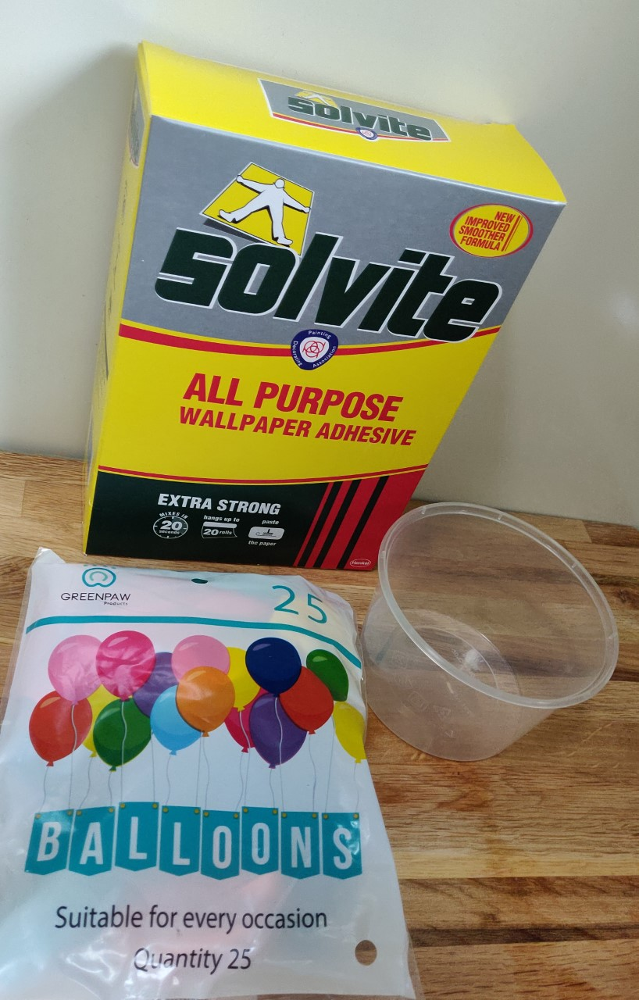 solvite
NEW
IMPROVED
SMOOTHER
FORMULA
solvite
Painting
Decorating
Association
ALL PURPOSE
WALLPAPER ADHESIVE
EXTRA STRONG
MIXES IN
20
seconds
hangs up to
20 rolls
paste
the paper
Henkel
GREENPAW
Products
25
BALLOONS
Suitable for every occasion
Quantity 25